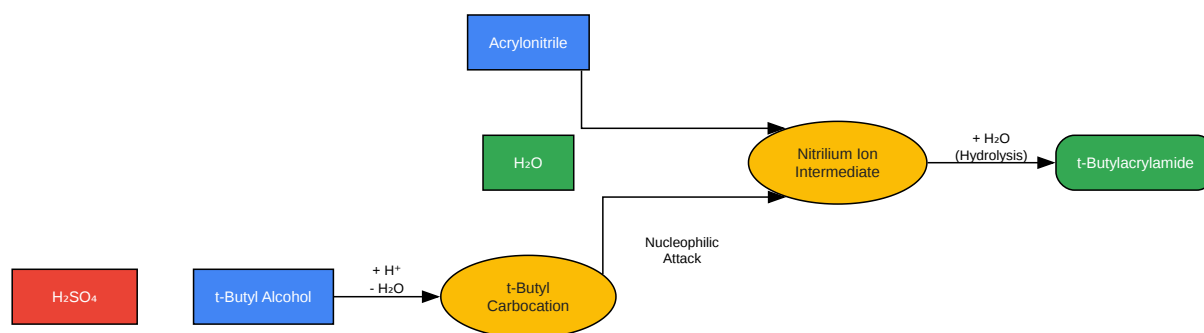 Acrylonitrile
H₂O
Nitrilium Ion
Intermediate
+ H₂O
(Hydrolysis)
t-Butylacrylamide
Nucleophilic
Attack
H₂SO₄
t-Butyl Alcohol
+ H⁺
- H₂O
t-Butyl
Carbocation